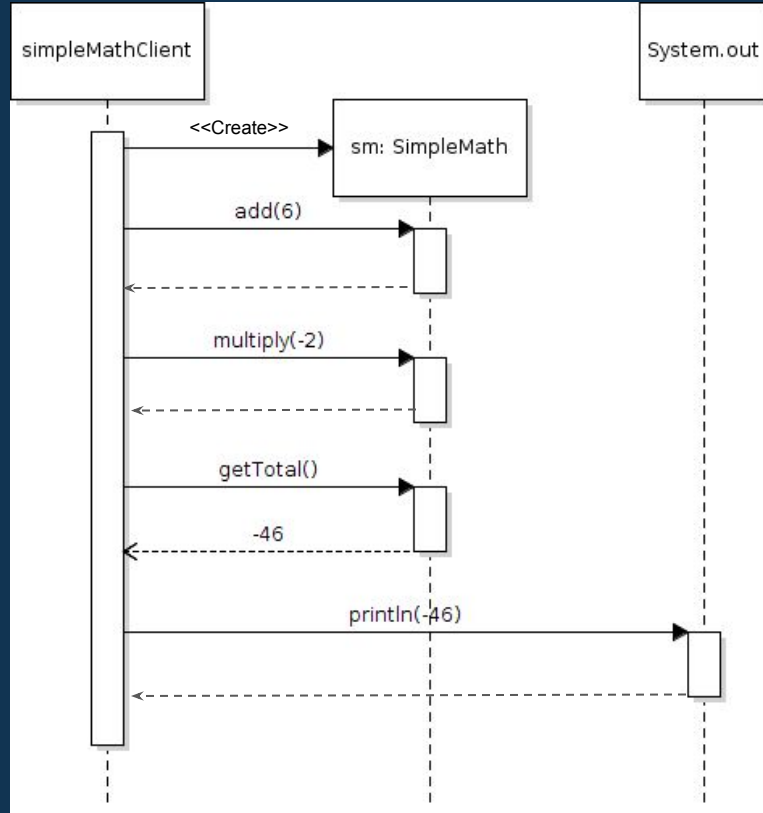 simpleMathClient
System.out
<<Create>>
sm: SimpleMath
add(6)
multiply(-2)
getTotal()
-46
println(-46)